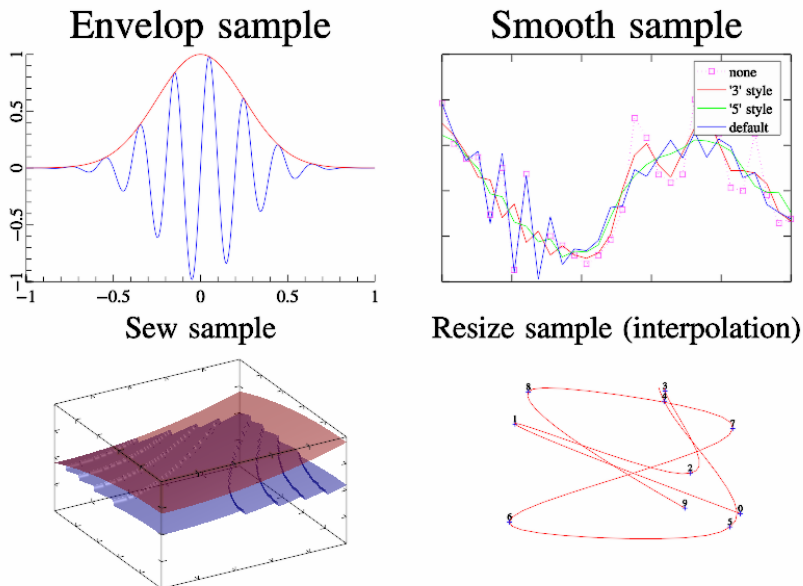 Envelop sample
Smooth sample
1
0.5
0
−0.5
−1
−1
−0.5
0
0.5
1
none
'3' style
'5' style
default
Sew sample
Resize sample (interpolation)
8
3
4
1
7
2
9
0
6
5